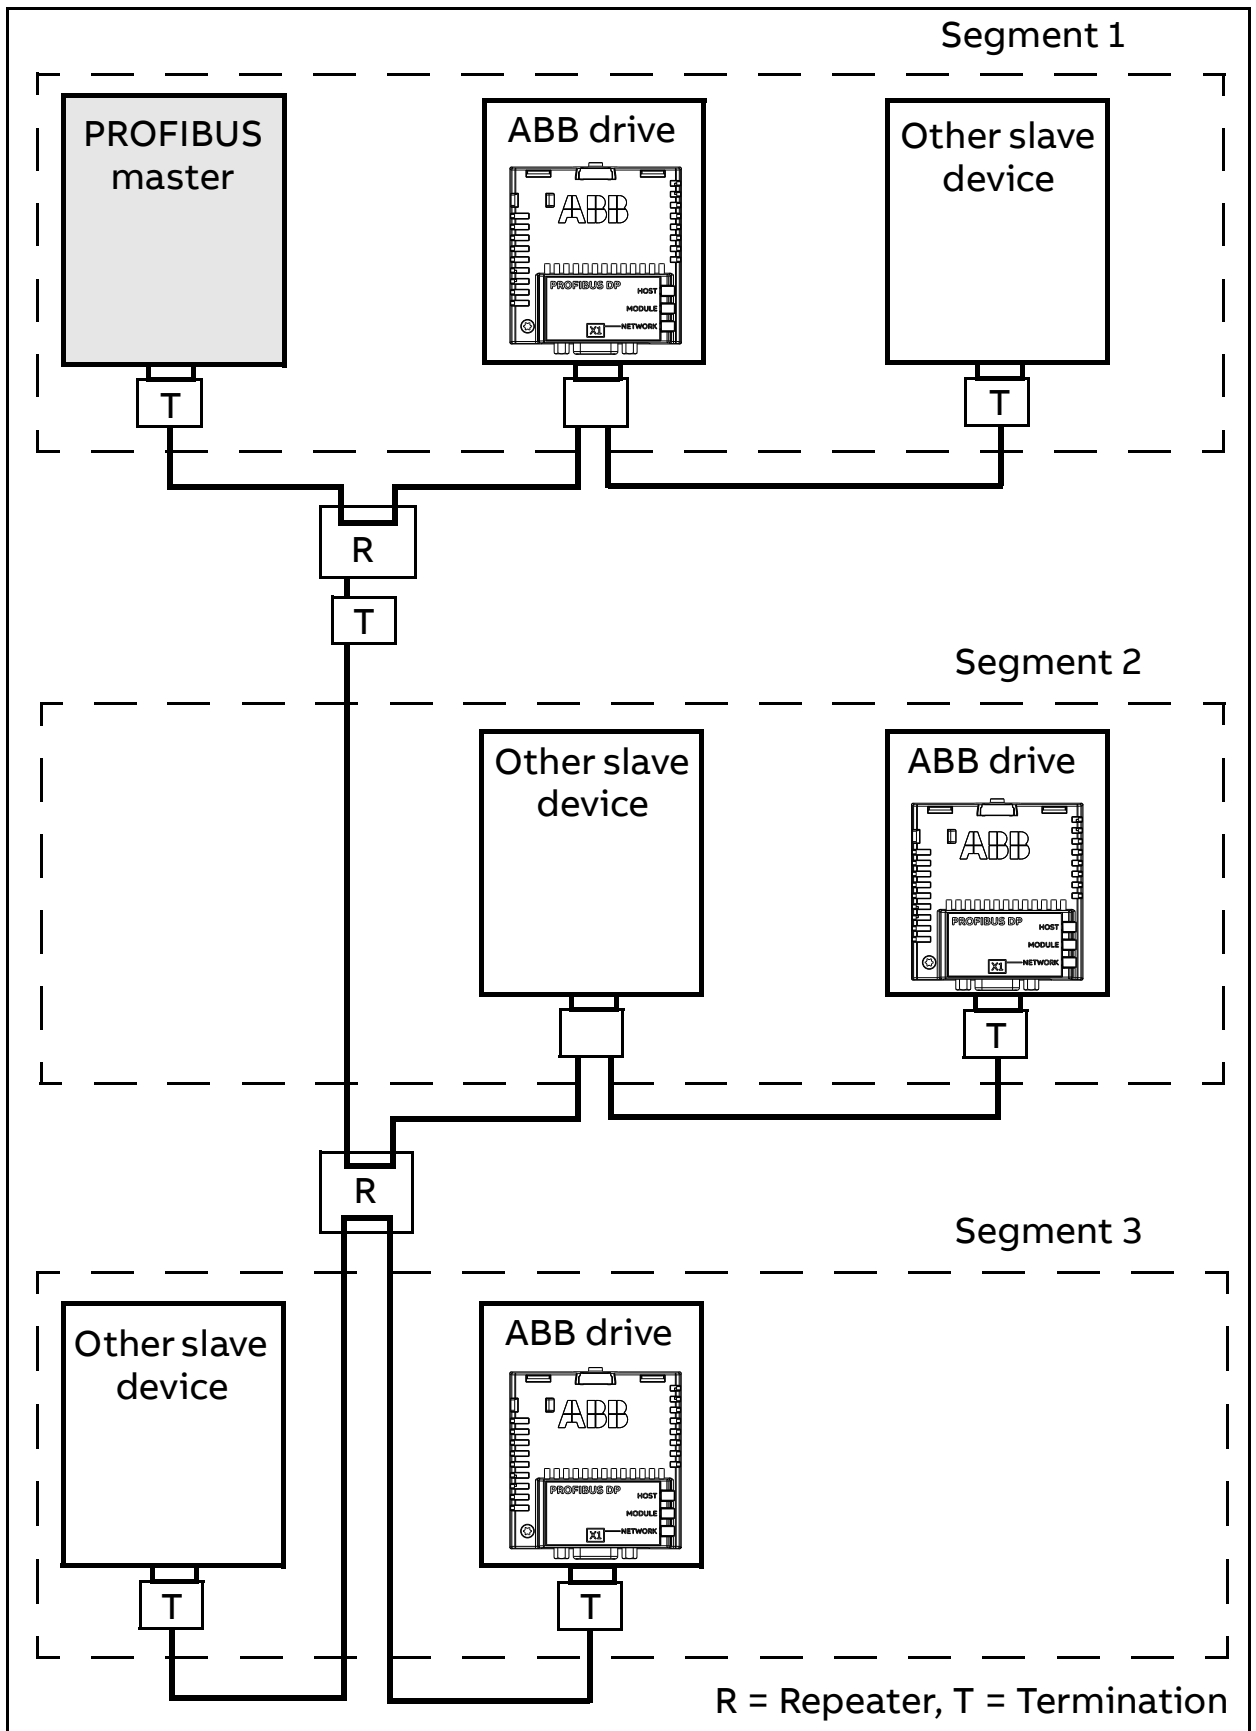 Segment 1
PROFIBUS
master
T
ABB drive
ABB
PROFIBUS DP
HOST
MODULE
X1
NETWORK
Other slave
device
T
R
T
Segment 2
Other slave
device
ABB drive
ABB
PROFIBUS DP
HOST
MODULE
X1
NETWORK
T
R
Segment 3
Other slave
device
T
ABB drive
ABB
PROFIBUS DP
HOST
MODULE
X1
NETWORK
T
R = Repeater, T = Termination